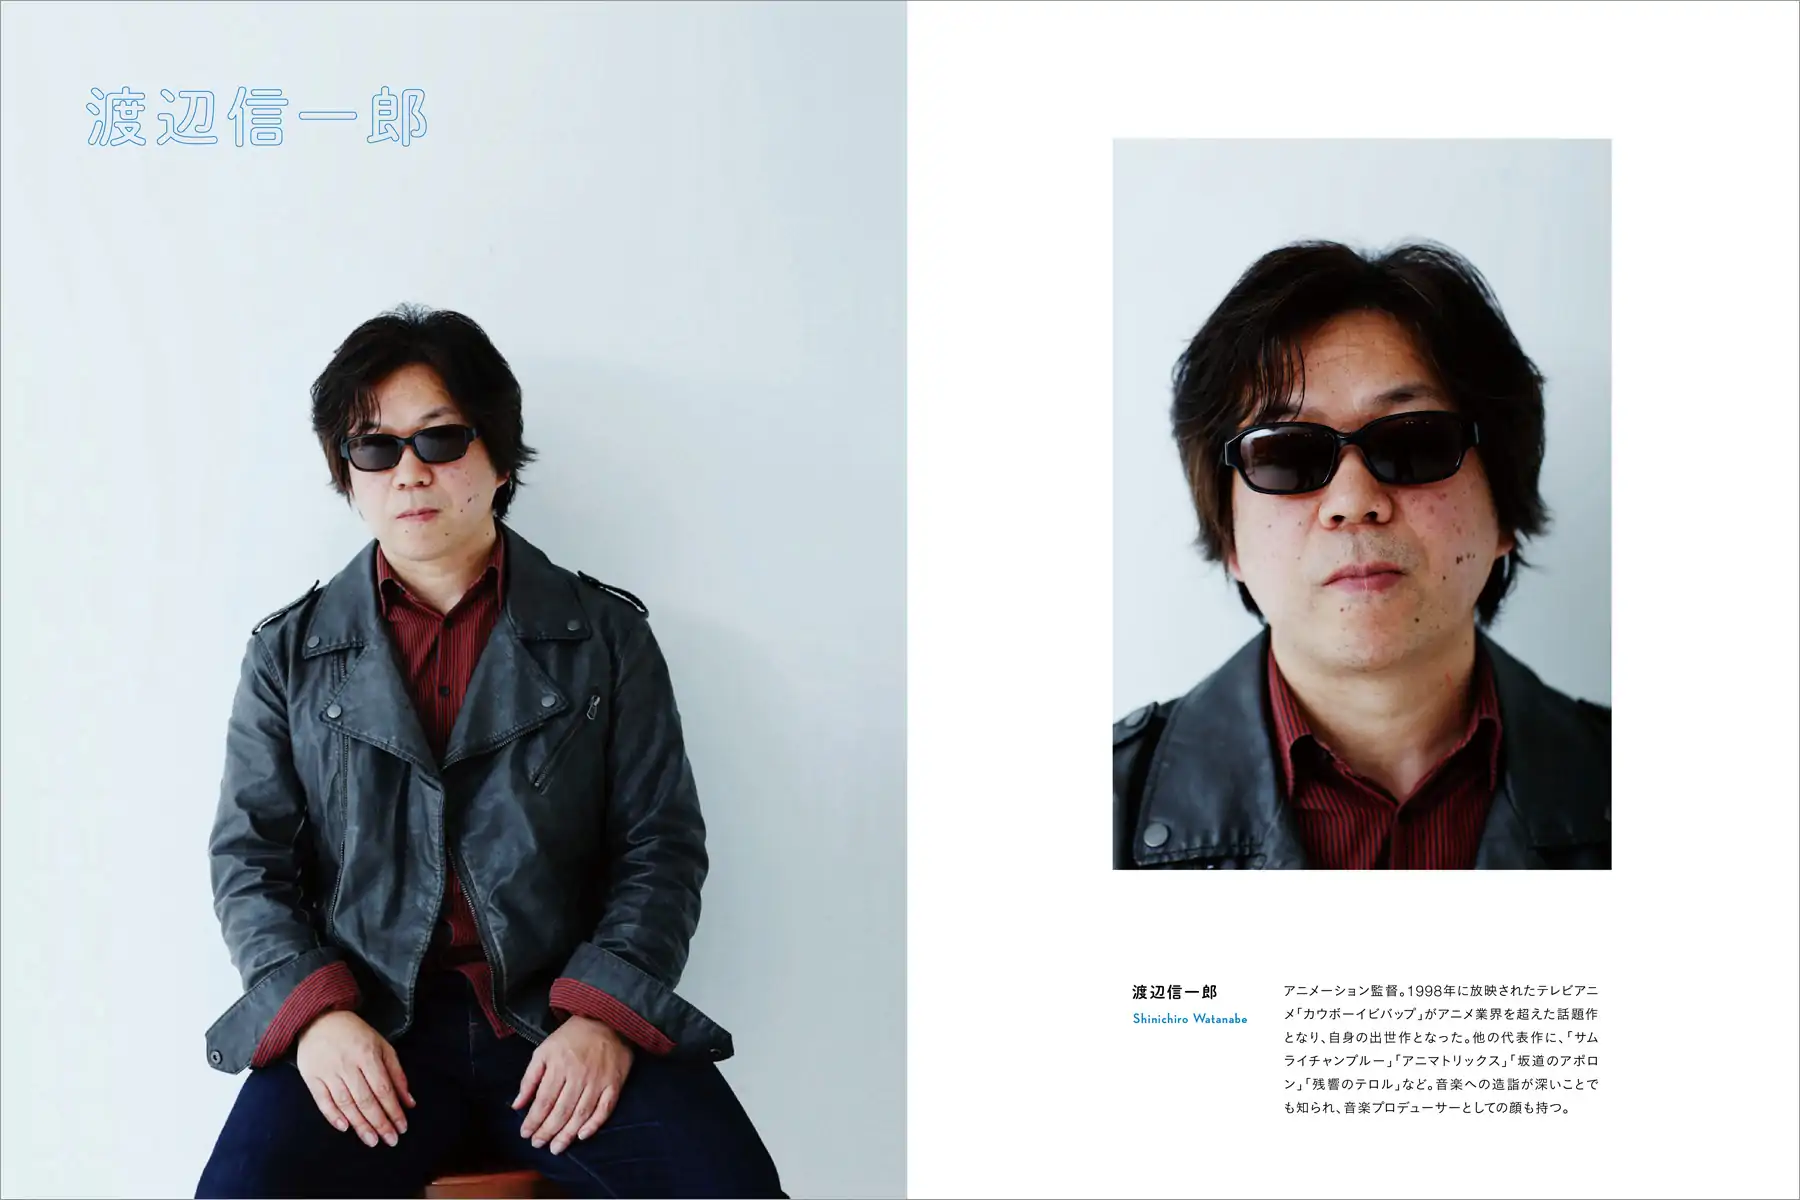 渡辺信一郎
渡辺信一郎
Shinichiro Watanabe
アニメーション監督。1998年に放映されたテレビアニ
メ「カウボーイビバップ」がアニメ業界を超えた話題作
となり、自身の出世作となった。他の代表作に、「サム
ライチャンプルー」「アニマトリックス」「坂道のアポロ
ン」「残響のテロル」など。音楽への造詣が深いことで
も知られ、音楽プロデューサーとしての顔も持つ。